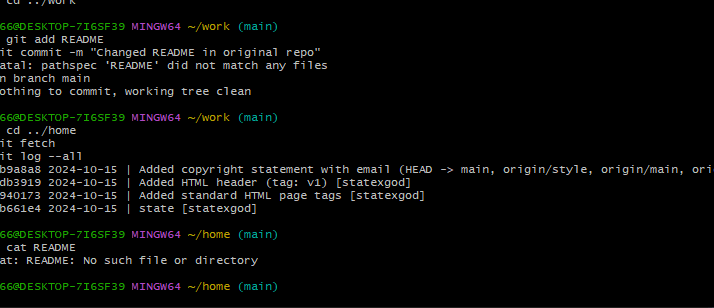 cd ../work
66@DESKTOP-7I6SF39 MINGW64 ~/work (main)
git add README
it commit -m "Changed README in original repo"
atal: pathspec 'README' did not match any files
n branch main
othing to commit, working tree clean
66@DESKTOP-7I6SF39 MINGW64 ~/work (main)
cd ../home
it fetch
it log --all
b9a8a8 2024-10-15 | Added copyright statement with email (HEAD -> main, origin/style, origin/main, ori
db3919 2024-10-15 | Added HTML header (tag: v1) [statexgod]
940173 2024-10-15 | Added standard HTML page tags [statexgod]
b661e4 2024-10-15 | state [statexgod]
66@DESKTOP-7I6SF39 MINGW64 ~/home (main)
cat README
at: README: No such file or directory
66@DESKTOP-7I6SF39 MINGW64 ~/home (main)